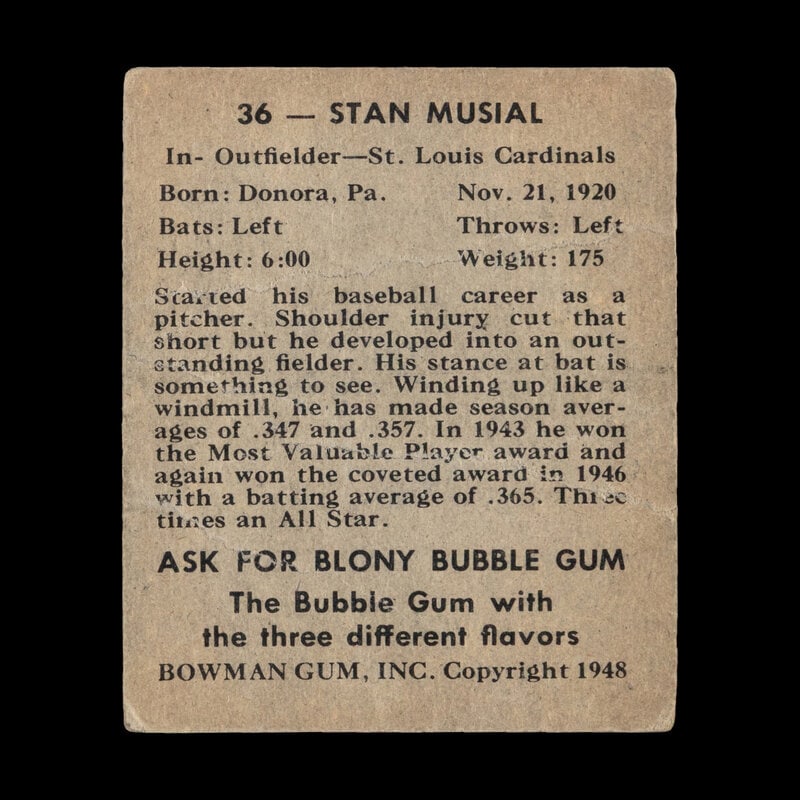 36 — STAN MUSIAL
In- Outfielder—St. Louis Cardinals
Born: Donora, Pa. Nov. 21, 1920
Bats: Left Throws: Left
Height: 6:00 Weight: 175
Started his baseball career as a
pitcher. Shoulder injury cut that
short but he developed into an out-
standing fielder. His stance at bat is
something to see. Winding up like a
windmill, he has made season aver-
ages of .347 and .357. In 1943 he won
the Most Valuable Player award and
again won the coveted award in 1946
with a batting average of .365. Three
times an All Star.
ASK FOR BLONY BUBBLE GUM
The Bubble Gum with
the three different flavors
BOWMAN GUM, INC. Copyright 1948